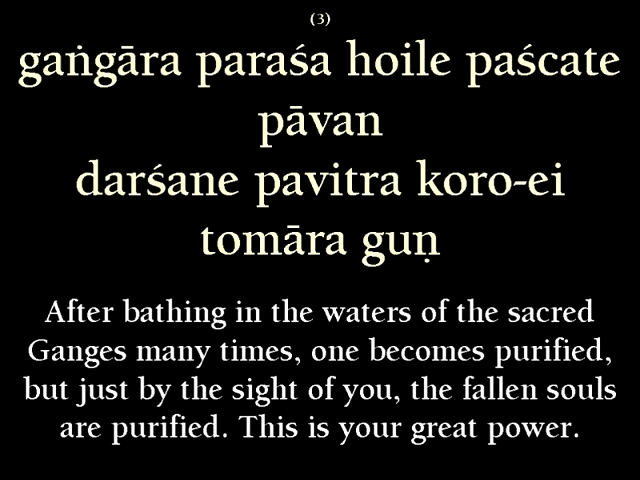 (3)
gaṅgāra paraśa hoile paścate
pāvan
darśane pavitra koro-ei
tomāra guṇ
After bathing in the waters of the sacred
Ganges many times, one becomes purified,
but just by the sight of you, the fallen souls
are purified. This is your great power.